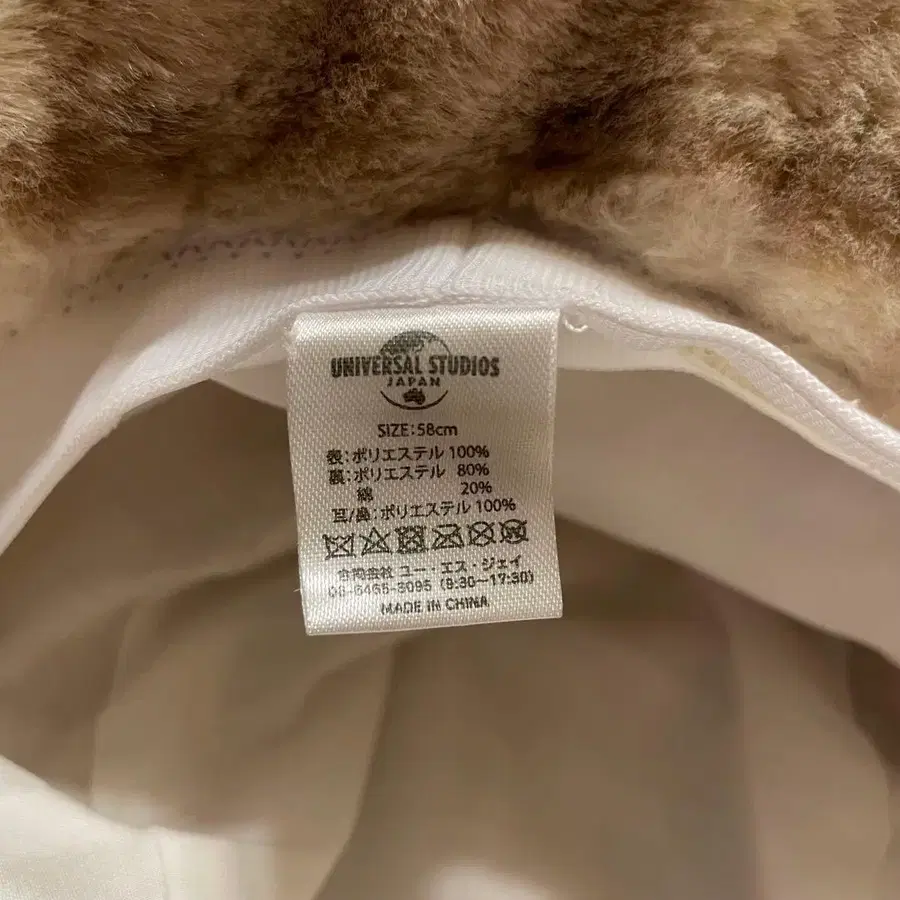 UNIVERSAL STUDIOS
JAPAN
SIZE:58cm
表:ポリエステル 100%
裏:ポリエステル 80%
綿 20%
耳/鼻:ポリエステル 100%
合同会社 ユー・エス・ジェイ
06-6465-3095 (9:30~17:30)
MADE IN CHINA